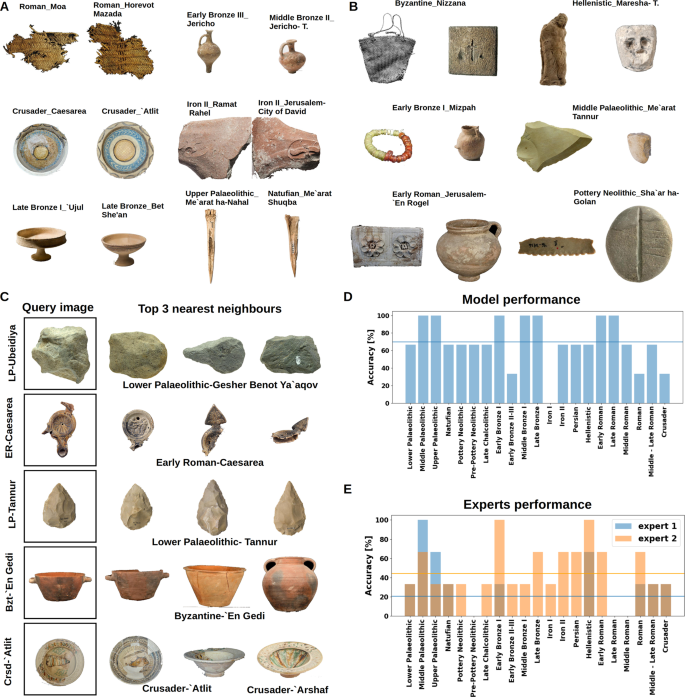 A
Roman_Moa
Roman_Horevot
Mazada
Early Bronze III_
Jericho
Middle Bronze II_
Jericho- T.
Crusader_Caesarea
Crusader_`Atlit
Iron II_Ramat
Rahel
Iron II_Jerusalem-
City of David
Late Bronze I_`Ujul
Late Bronze_Bet
She'an
Upper Palaeolithic_
Me`arat ha-Nahal
Natufian_Me`arat
Shuqba
B
Byzantine_Nizzana
Hellenistic_Maresha- T.
Early Bronze I_Mizpah
Middle Palaeolithic_Me`arat
Tannur
Early Roman-Jerusalem-
`En Rogel
Pottery Neolithic_Sha`ar ha-
Golan
C
Query image
Top 3 nearest neighbours
LP-Ubeidiya
Lower Palaeolithic-Gesher Benot Ya`aqov
ER-Caesarea
Early Roman-Caesarea
LP-Tannur
Lower Palaeolithic- Tannur
Bzt-`En Gedi
Byzantine-`En Gedi
Crsd-`Atlit
Crusader-`Atlit
Crusader-`Arshaf
D
Model performance
Accuracy [%]
100
80
60
40
20
0
Lower Palaeolithic
Middle Palaeolithic
Upper Palaeolithic
Natufian
Pottery Neolithic
Pre-Pottery Neolithic
Late Chalcolithic
Early Bronze I
Early Bronze II-III
Middle Bronze I
Late Bronze
Iron I
Iron II
Persian
Hellenistic
Early Roman
Late Roman
Middle Roman
Roman
Middle - Late Roman
Crusader
E
Experts performance
expert 1
expert 2
Accuracy [%]
100
80
60
40
20
0
Lower Palaeolithic
Middle Palaeolithic
Upper Palaeolithic
Natufian
Pottery Neolithic
Pre-Pottery Neolithic
Late Chalcolithic
Early Bronze I
Early Bronze II-III
Middle Bronze I
Late Bronze
Iron I
Iron II
Persian
Hellenistic
Early Roman
Late Roman
Middle Roman
Roman
Middle - Late Roman
Crusader